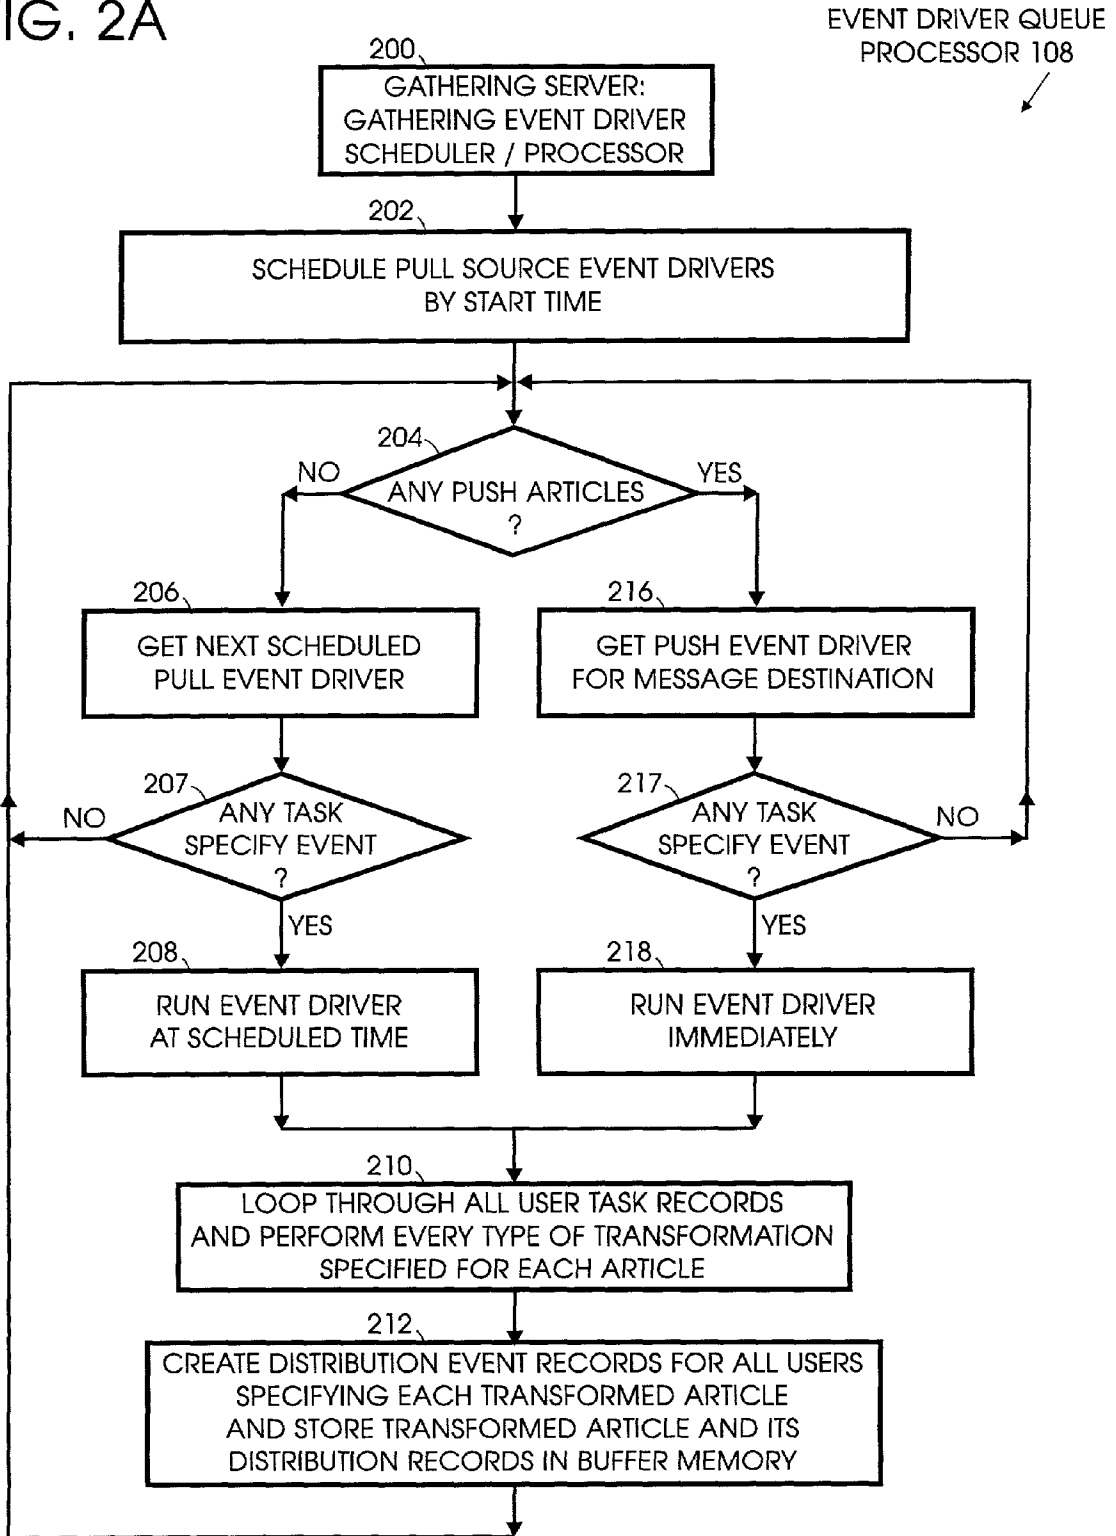 IG. 2A
EVENT DRIVER QUEUE
PROCESSOR 108
200
GATHERING SERVER:
GATHERING EVENT DRIVER
SCHEDULER / PROCESSOR
202
SCHEDULE PULL SOURCE EVENT DRIVERS
BY START TIME
204
NO
YES
ANY PUSH ARTICLES
?
206
GET NEXT SCHEDULED
PULL EVENT DRIVER
216
GET PUSH EVENT DRIVER
FOR MESSAGE DESTINATION
207
NO
ANY TASK
SPECIFY EVENT
?
YES
217
ANY TASK
SPECIFY EVENT
?
NO
YES
208
RUN EVENT DRIVER
AT SCHEDULED TIME
218
RUN EVENT DRIVER
IMMEDIATELY
210
LOOP THROUGH ALL USER TASK RECORDS
AND PERFORM EVERY TYPE OF TRANSFORMATION
SPECIFIED FOR EACH ARTICLE
212
CREATE DISTRIBUTION EVENT RECORDS FOR ALL USERS
SPECIFYING EACH TRANSFORMED ARTICLE
AND STORE TRANSFORMED ARTICLE AND ITS
DISTRIBUTION RECORDS IN BUFFER MEMORY